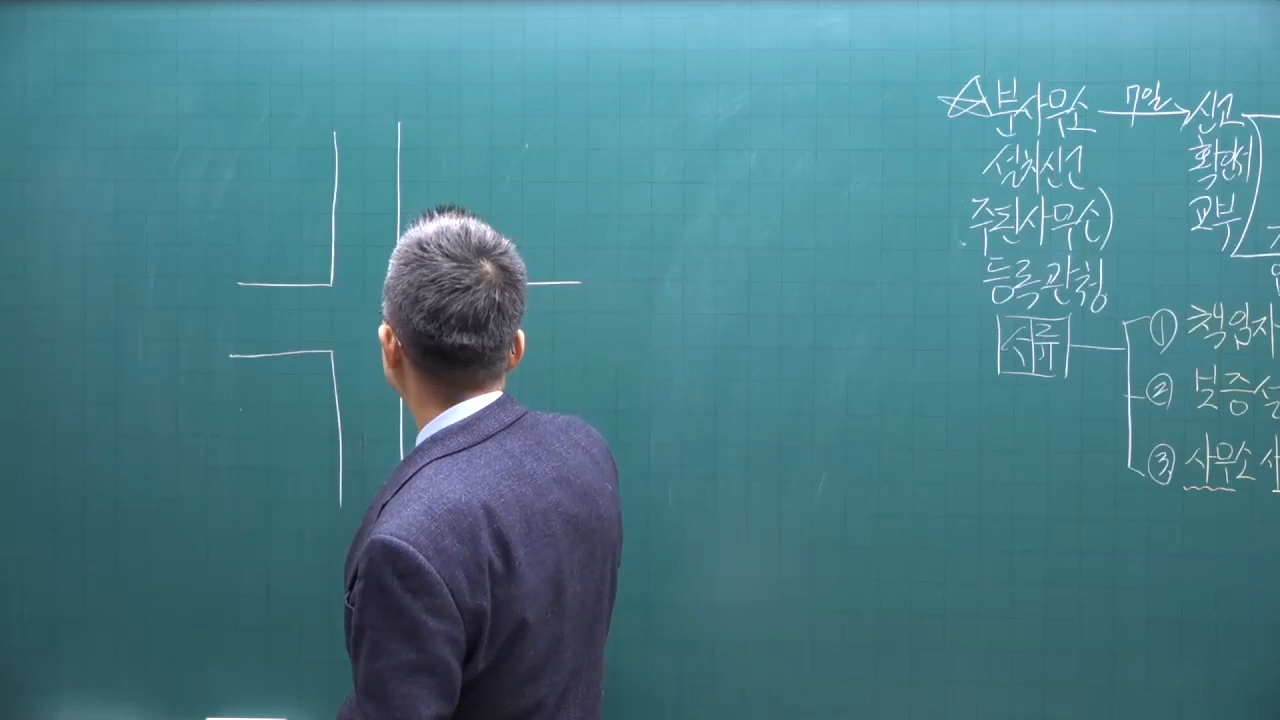 ☆분사무소 7일→ 신고
설치신고 확인서
주된사무소) 교부
등록관청
서류
① 책임자
② 보증설
③ 사무소